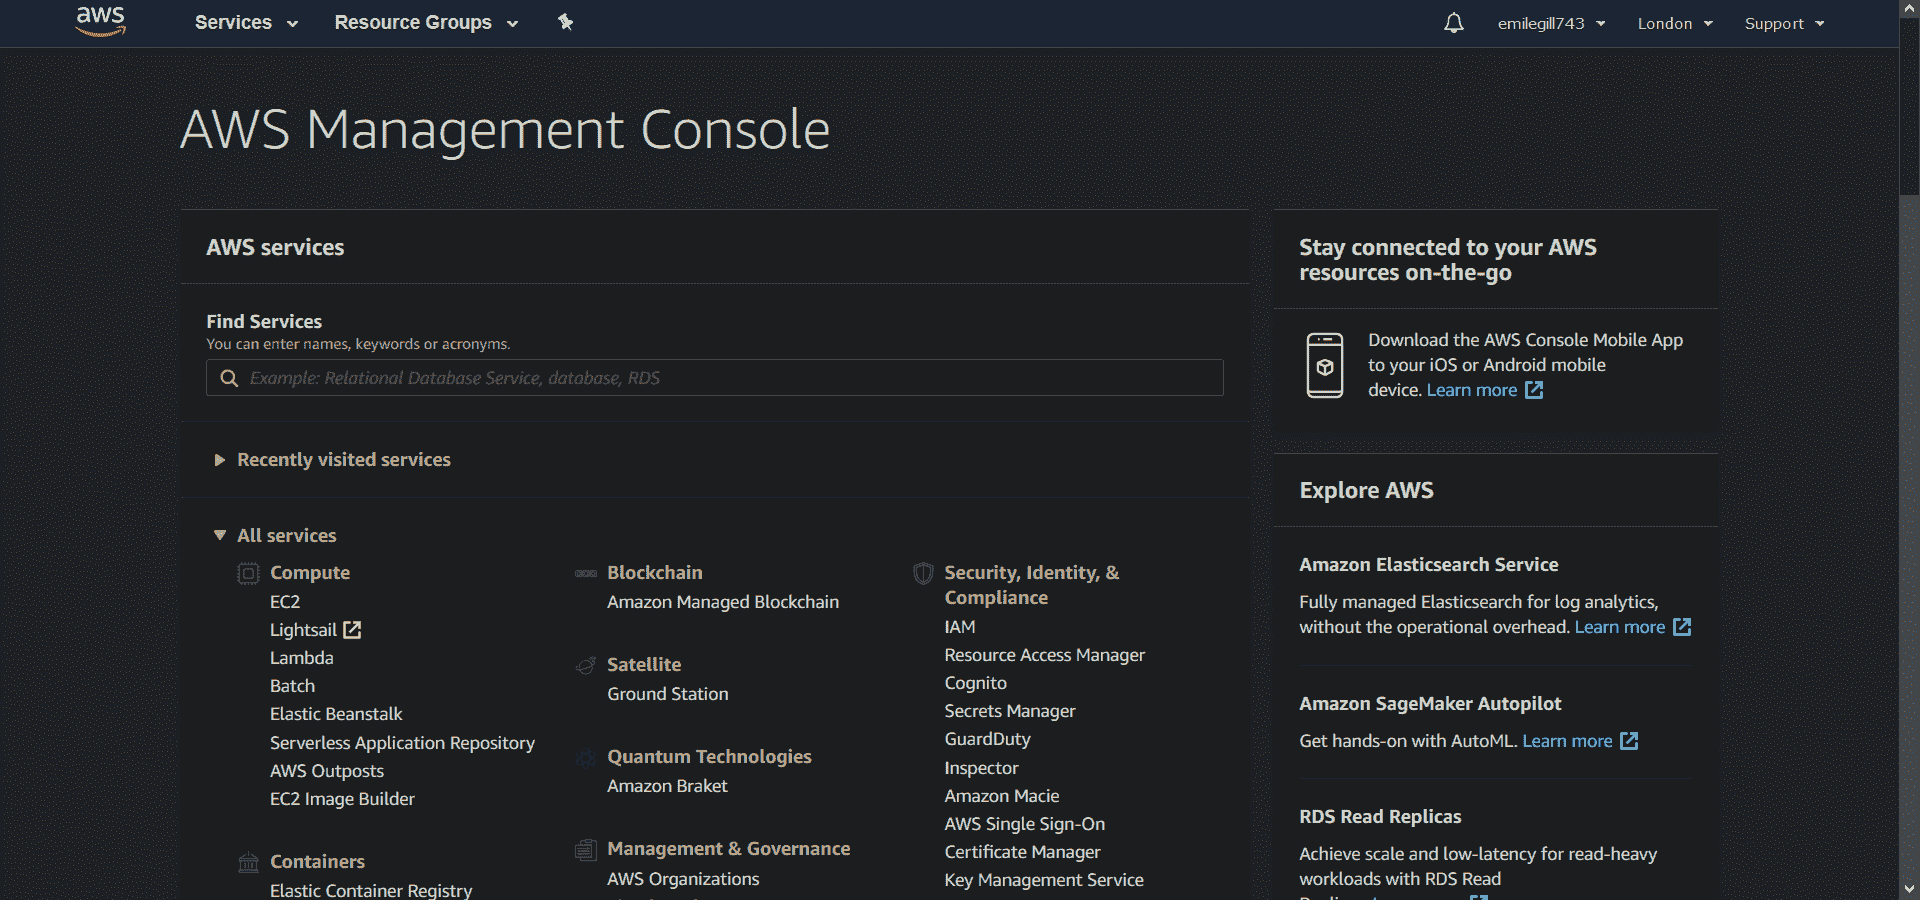 aws
Services
Resource Groups
emilegill743
London
Support
AWS Management Console
AWS services
Find Services
You can enter names, keywords or acronyms.
Example: Relational Database Service, database, RDS
Recently visited services
All services
Compute
EC2
Lightsail
Lambda
Batch
Elastic Beanstalk
Serverless Application Repository
AWS Outposts
EC2 Image Builder
Containers
Elastic Container Registry
Blockchain
Amazon Managed Blockchain
Satellite
Ground Station
Quantum Technologies
Amazon Braket
Management & Governance
AWS Organizations
Security, Identity, &
Compliance
IAM
Resource Access Manager
Cognito
Secrets Manager
GuardDuty
Inspector
Amazon Macie
AWS Single Sign-On
Certificate Manager
Key Management Service
Stay connected to your AWS
resources on-the-go
Download the AWS Console Mobile App
to your iOS or Android mobile
device. Learn more
Explore AWS
Amazon Elasticsearch Service
Fully managed Elasticsearch for log analytics,
without the operational overhead. Learn more
Amazon SageMaker Autopilot
Get hands-on with AutoML. Learn more
RDS Read Replicas
Achieve scale and low-latency for read-heavy
workloads with RDS Read